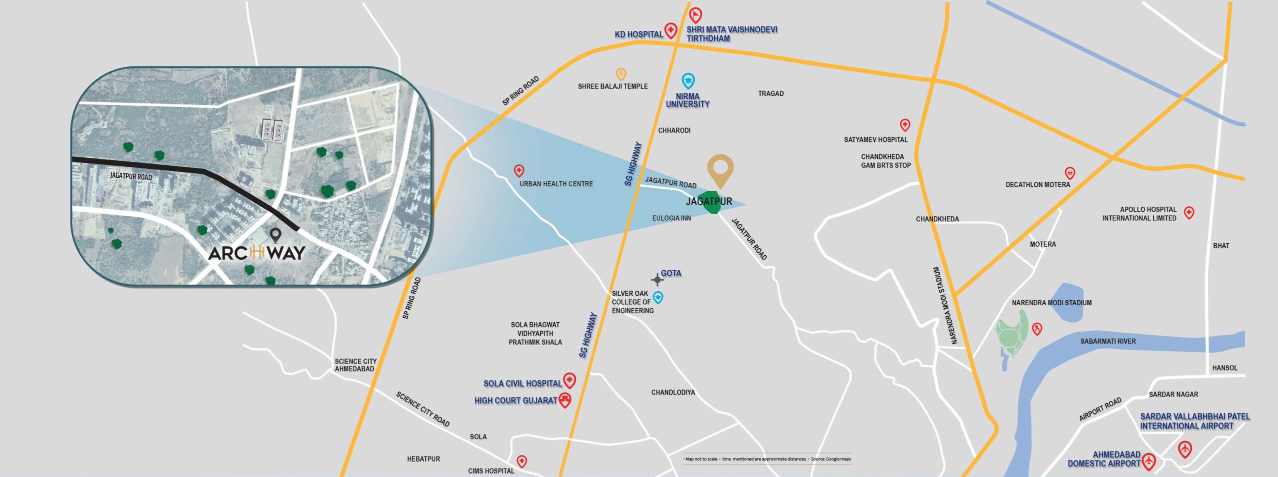 KD HOSPITAL
SHRI MATA VAISHNODEVI
TIRTHDHAM
SP RING ROAD
SHREE BALAJI TEMPLE
NIRMA
UNIVERSITY
TRAGAD
CHHARODI
SATYAMEV HOSPITAL
CHANDKHEDA
GAM BRTS STOP
SG HIGHWAY
URBAN HEALTH CENTRE
JAGATPUR ROAD
DECATHLON MOTERA
JAGATPUR ROAD
JAGATPUR
APOLLO HOSPITAL
INTERNATIONAL LIMITED
EULOGIA INN
JAGATPUR ROAD
CHANDKHEDA
MOTERA
BHAT
ARCHWAY
GOTA
SP RING ROAD
SILVER OAK
COLLEGE OF
ENGINEERING
NARENDRA MODI STADIUM
NARENDRA MODI STADIUM
SOLA BHAGWAT
VIDHYAPITH
PRATHMIK SHALA
SG HIGHWAY
SABARMATI RIVER
SCIENCE CITY
AHMEDABAD
HANSOL
SOLA CIVIL HOSPITAL
CHANDLODIYA
SARDAR NAGAR
HIGH COURT GUJARAT
SCIENCE CITY ROAD
AIRPORT ROAD
SARDAR VALLABHBHAI PATEL
INTERNATIONAL AIRPORT
SOLA
HEBATPUR
CIMS HOSPITAL
AHMEDABAD
DOMESTIC AIRPORT
• Map not to scale • Kms. mentioned are approximate distances • Source: Google maps